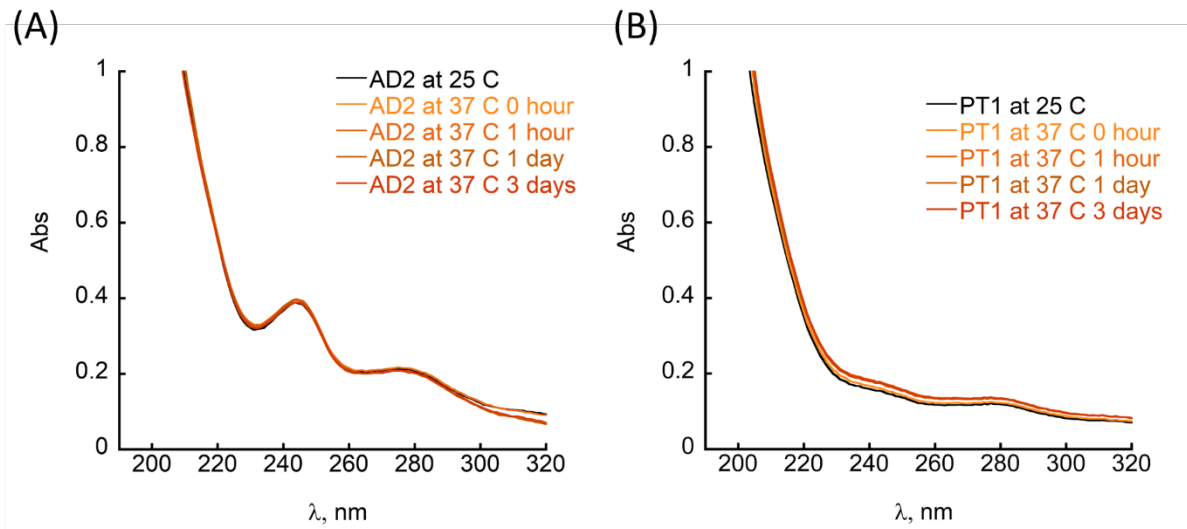 (A)
Abs
1
0.8
0.6
0.4
0.2
0
200 220 240 260 280 300 320
λ, nm
AD2 at 25 C
AD2 at 37 C 0 hour
AD2 at 37 C 1 hour
AD2 at 37 C 1 day
AD2 at 37 C 3 days
(B)
Abs
1
0.8
0.6
0.4
0.2
0
200 220 240 260 280 300 320
λ, nm
PT1 at 25 C
PT1 at 37 C 0 hour
PT1 at 37 C 1 hour
PT1 at 37 C 1 day
PT1 at 37 C 3 days